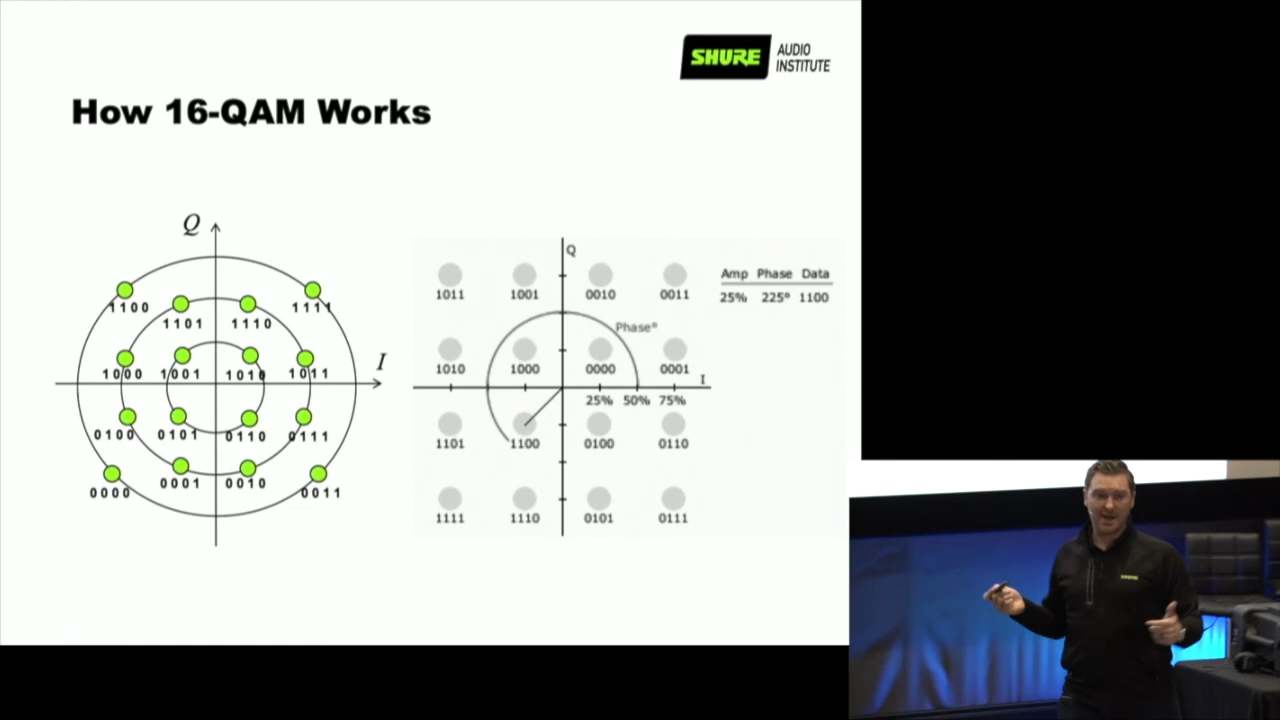 SHURE AUDIO INSTITUTE
How 16-QAM Works
Q
1100 1111
1101 1110
I
1000 1001 1010 1011
0100 0101 0110 0111
0001 0010
0000 0011
Q
1011 1001 0010 0011
Phase°
1010 1000 0000 0001
I
25% 50% 75%
1101 1100 0100 0110
1111 1110 0101 0111
Amp Phase Data
25% 225° 1100
SHURE